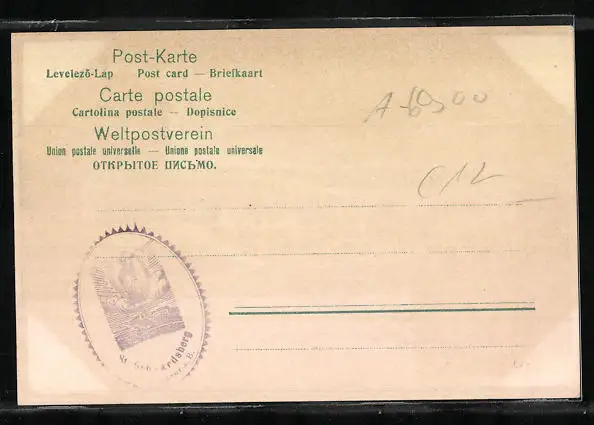 Post-Karte
Levelező-Lap Post card — Briefkaart
Carte postale
Cartolina postale — Dopisnice
Weltpostverein
Union postale universelle — Unione postale universale
ОТКРЫТОЕ ПИСЬМО.
C12